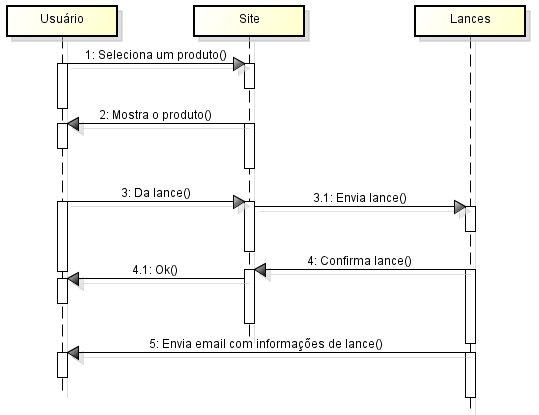 Usuário
Site
Lances
1: Seleciona um produto()
2: Mostra o produto()
3: Da lance()
3.1: Envia lance()
4: Confirma lance()
4.1: Ok()
5: Envia email com informações de lance()